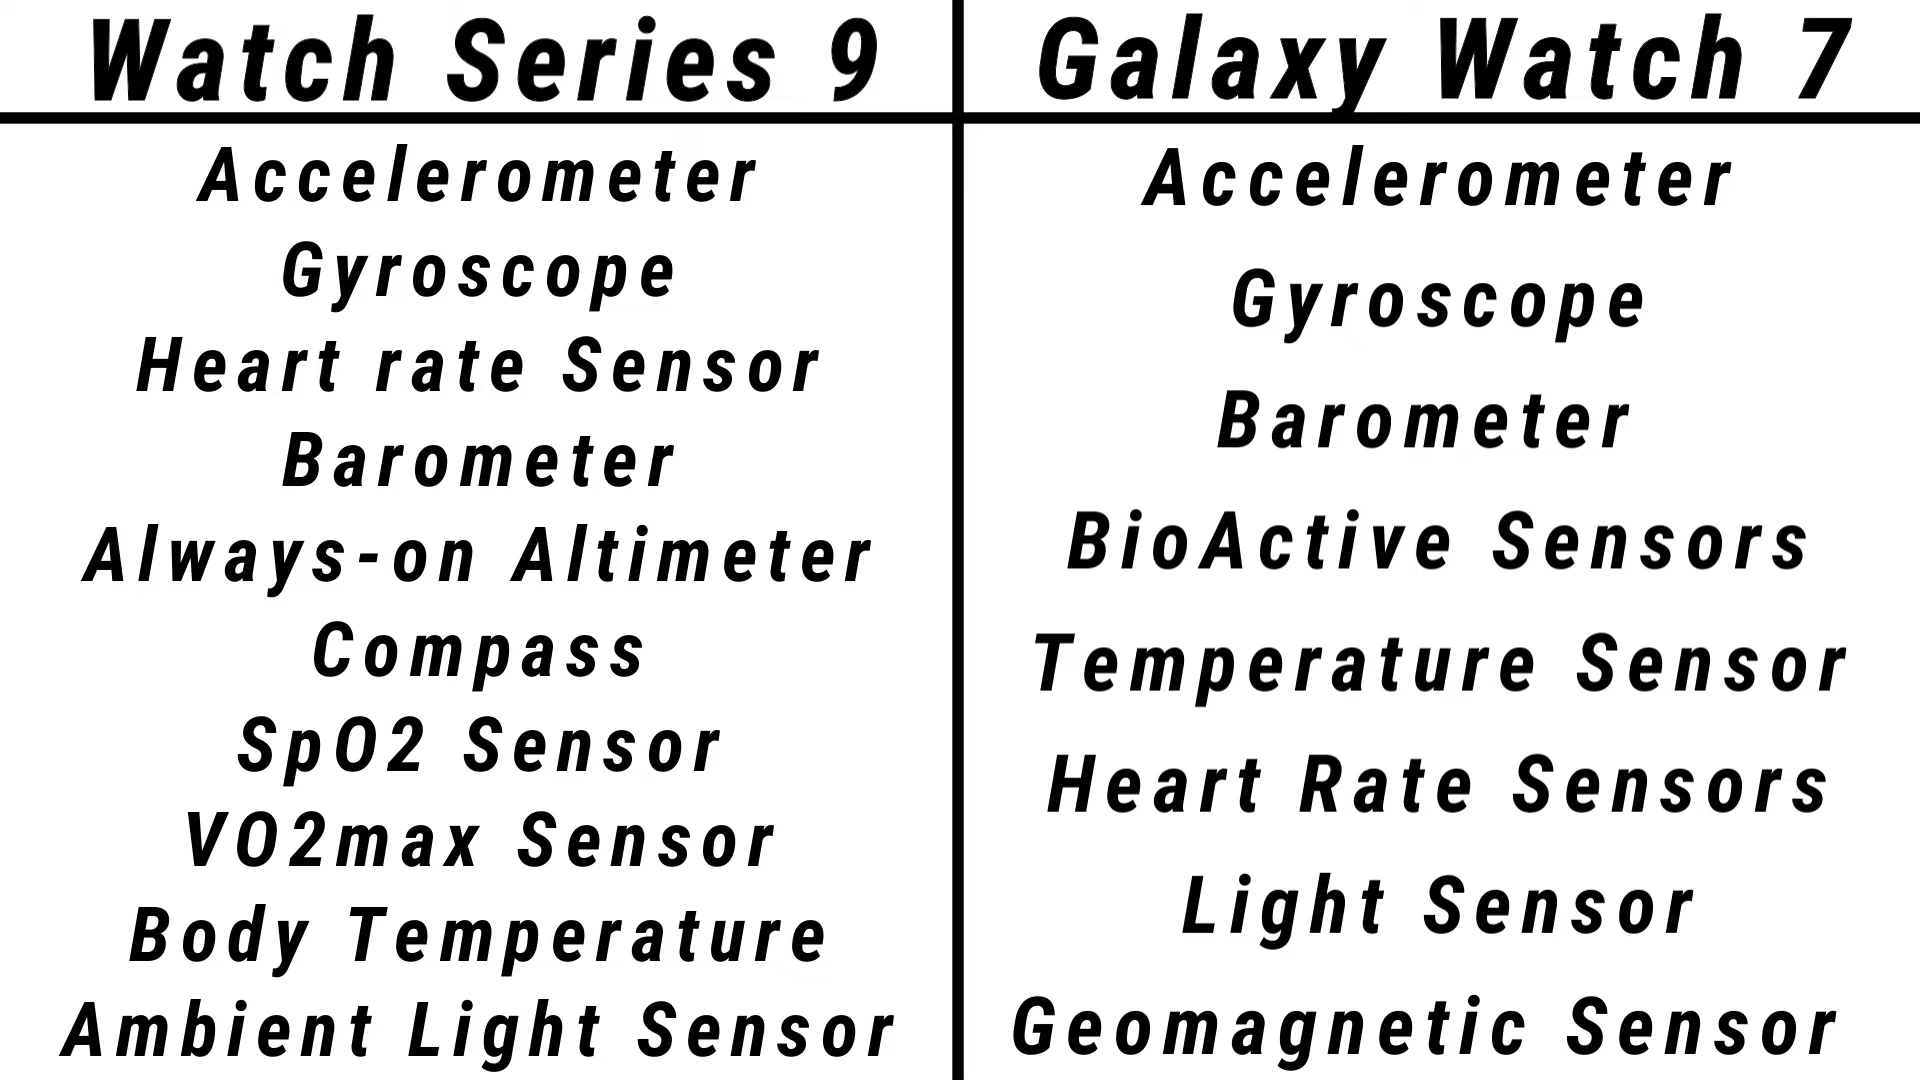 Watch Series 9
Accelerometer
Gyroscope
Heart rate Sensor
Barometer
Always-on Altimeter
Compass
SpO2 Sensor
VO2max Sensor
Body Temperature
Ambient Light Sensor
Galaxy Watch 7
Accelerometer
Gyroscope
Barometer
BioActive Sensors
Temperature Sensor
Heart Rate Sensors
Light Sensor
Geomagnetic Sensor